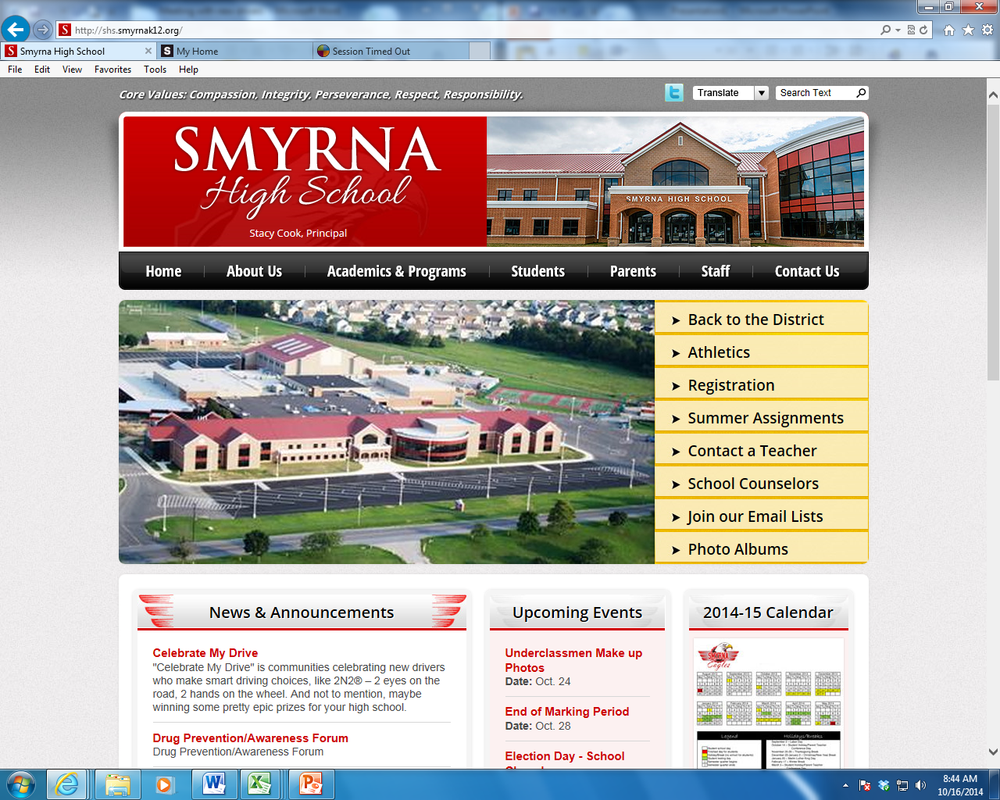 http://shs.smyrnak12.org/
Smyrna High School
My Home
Session Timed Out
File Edit View Favorites Tools Help
Core Values: Compassion, Integrity, Perseverance, Respect, Responsibility.
Translate
Search Text
SMYRNA
High School
Stacy Cook, Principal
SMYRNA HIGH SCHOOL
Home About Us Academics & Programs Students Parents Staff Contact Us
Back to the District
Athletics
Registration
Summer Assignments
Contact a Teacher
School Counselors
Join our Email Lists
Photo Albums
News & Announcements
Celebrate My Drive
"Celebrate My Drive" is communities celebrating new drivers
who make smart driving choices, like 2N2® – 2 eyes on the
road, 2 hands on the wheel. And not to mention, maybe
winning some pretty epic prizes for your high school.
Drug Prevention/Awareness Forum
Drug Prevention/Awareness Forum
Upcoming Events
Underclassmen Make up
Photos
Date: Oct. 24
End of Marking Period
Date: Oct. 28
Election Day - School
2014-15 Calendar
SMYRNA
Eagles
Legend
Holidays/Breaks
8:44 AM
10/16/2014